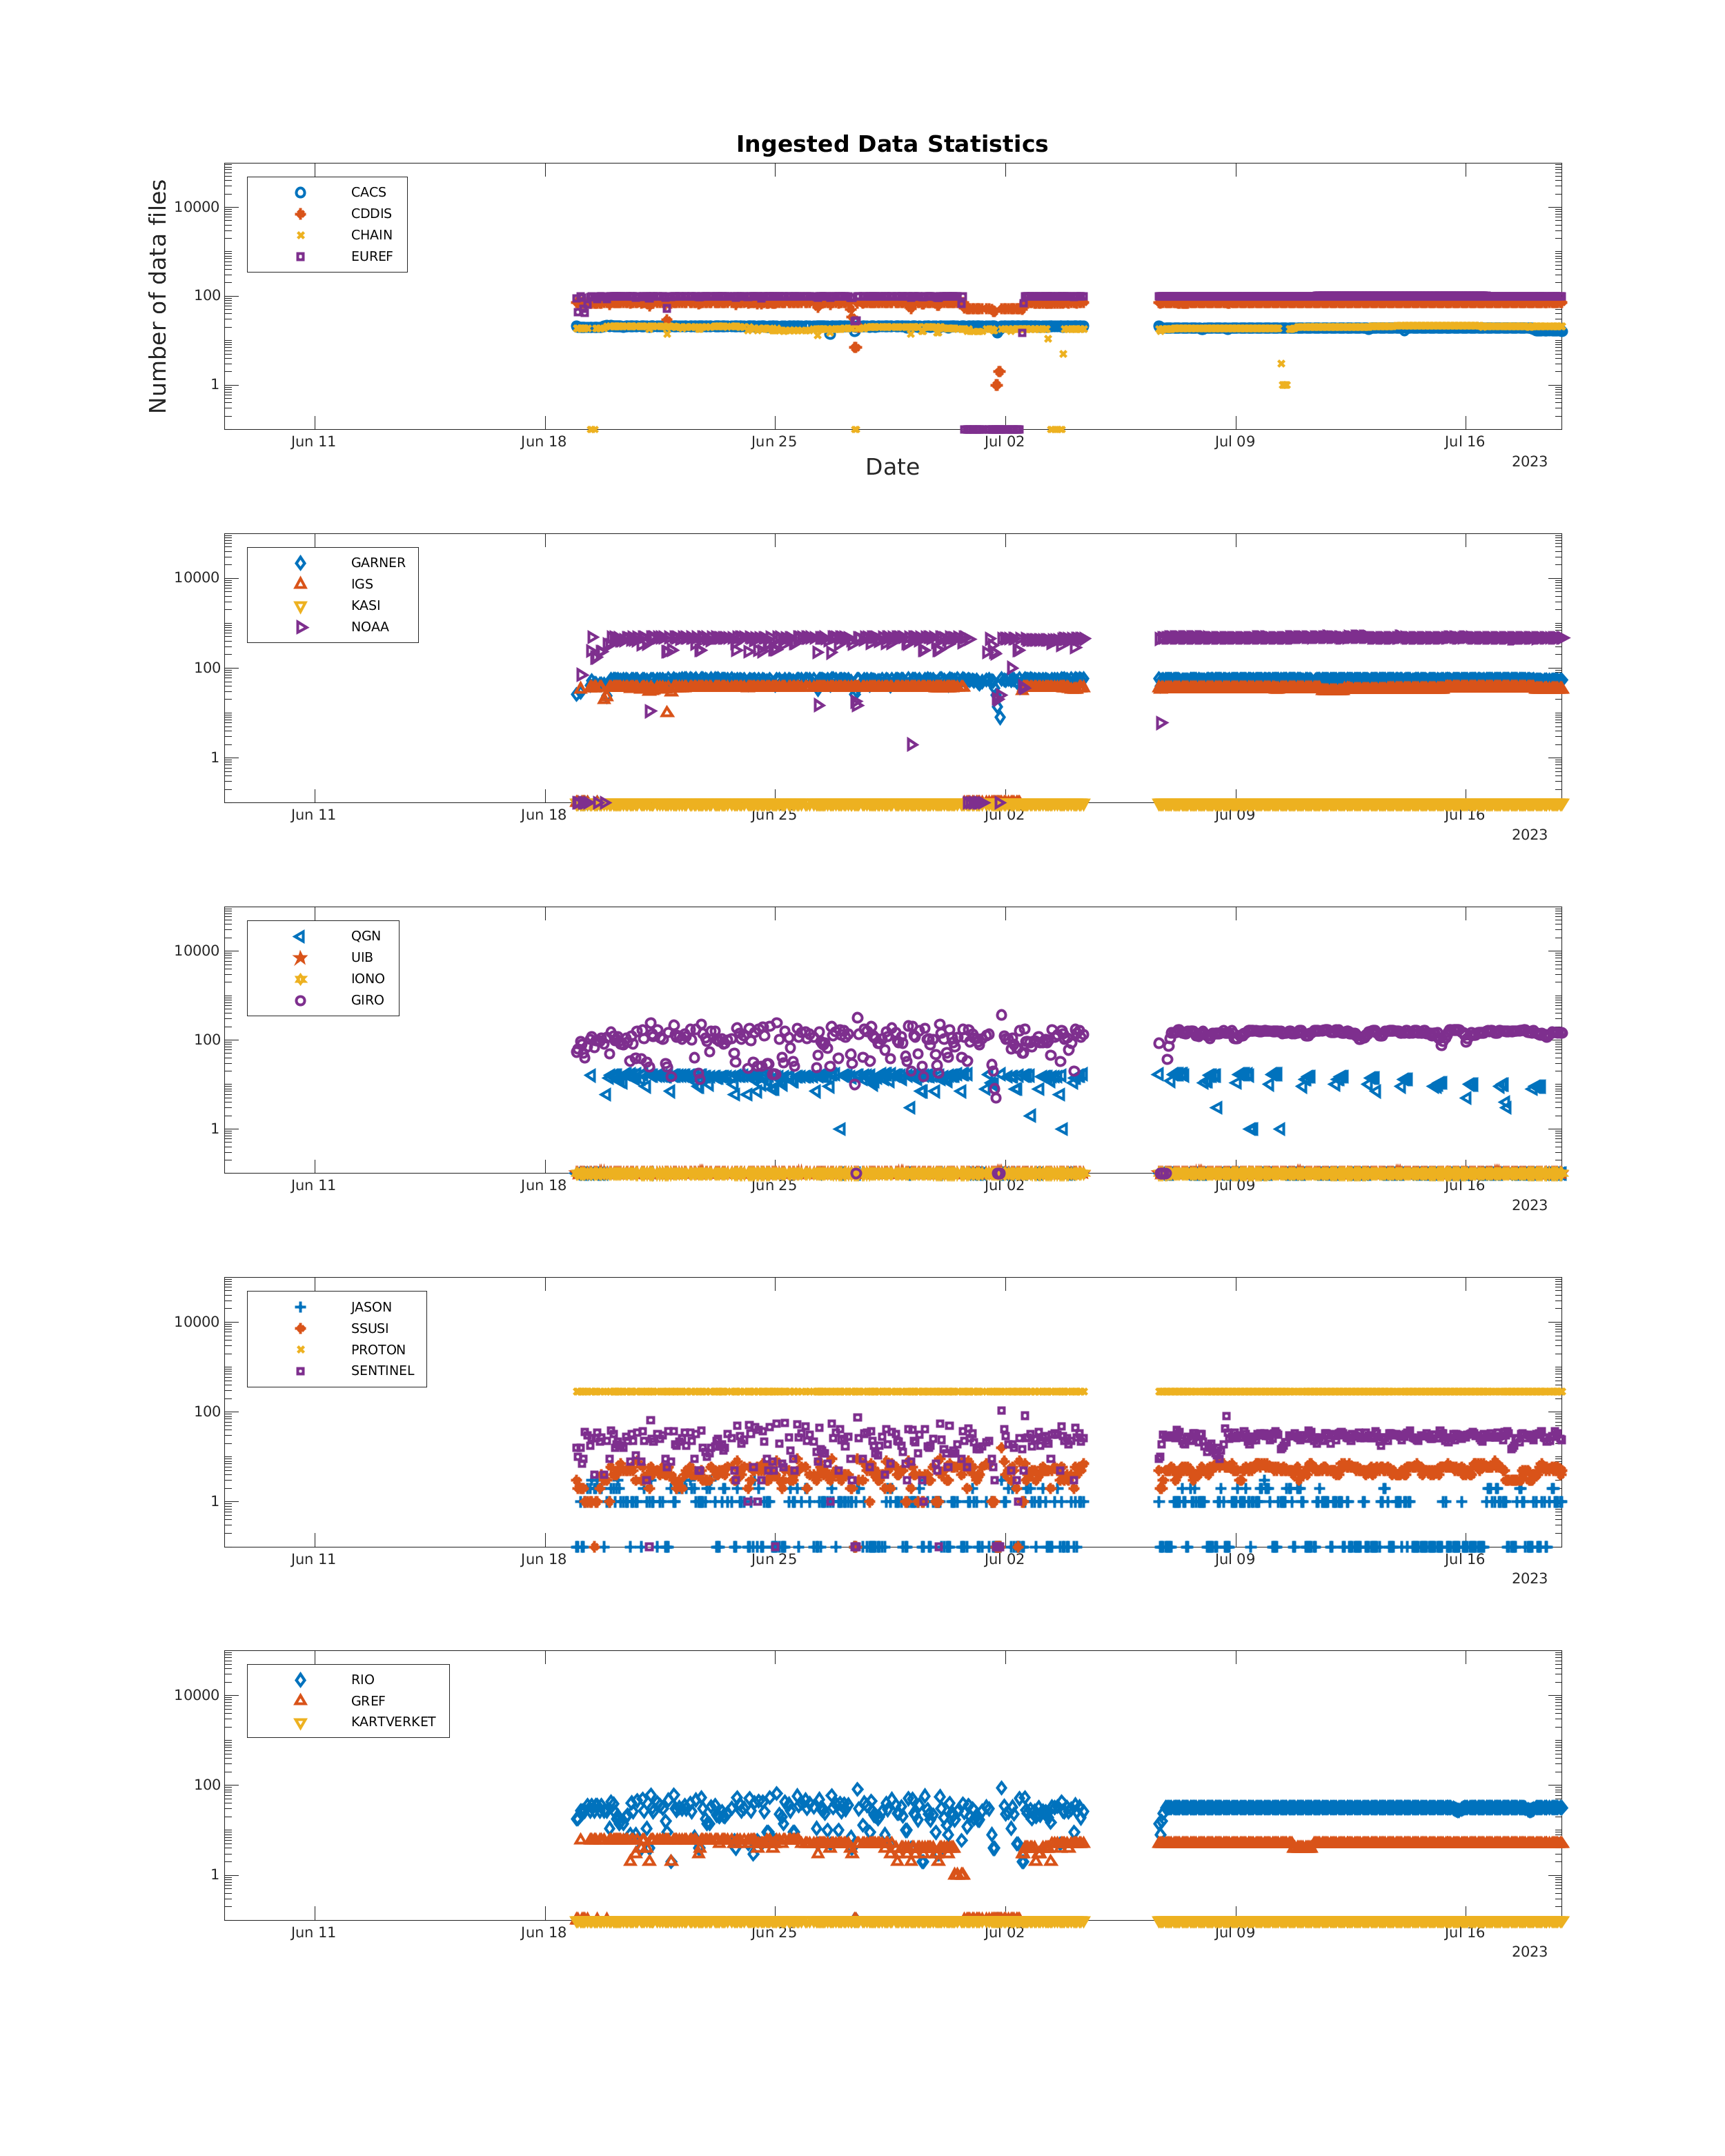 Ingested Data Statistics
Number of data files
10000
100
1
CACS
CDDIS
CHAIN
EUREF
Jun 11 Jun 18 Jun 25 Jul 02 Jul 09 Jul 16
2023
Date
10000
100
1
GARNER
IGS
KASI
NOAA
Jun 11 Jun 18 Jun 25 Jul 02 Jul 09 Jul 16
2023
10000
100
1
QGN
UIB
IONO
GIRO
Jun 11 Jun 18 Jun 25 Jul 02 Jul 09 Jul 16
2023
10000
100
1
JASON
SSUSI
PROTON
SENTINEL
Jun 11 Jun 18 Jun 25 Jul 02 Jul 09 Jul 16
2023
10000
100
1
RIO
GREF
KARTVERKET
Jun 11 Jun 18 Jun 25 Jul 02 Jul 09 Jul 16
2023